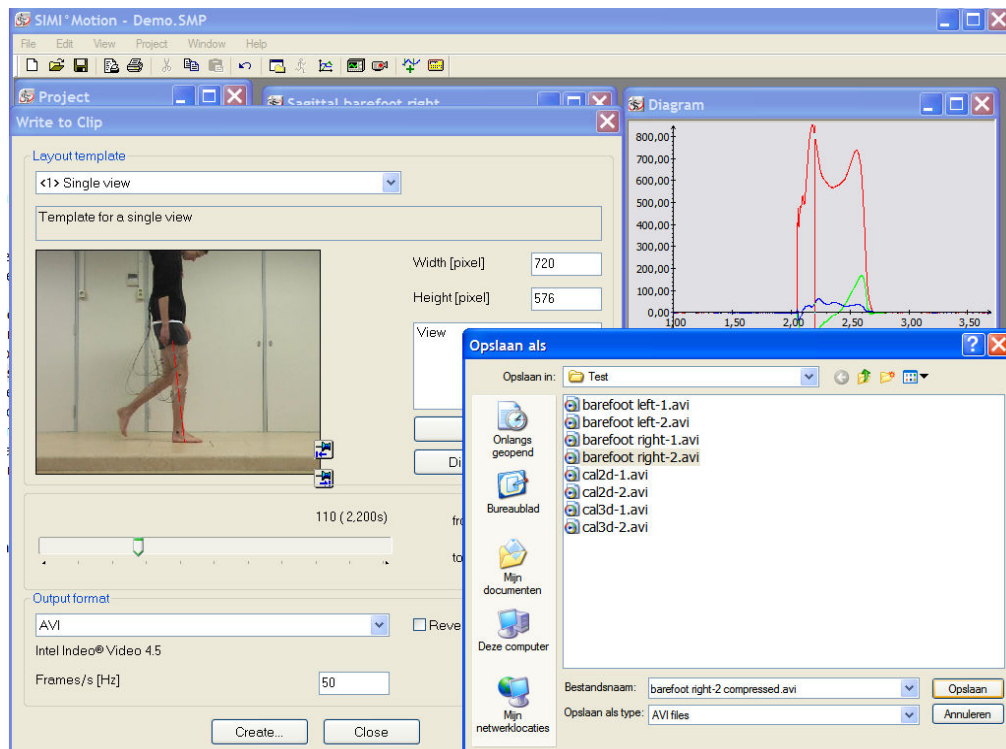 SIMI°Motion - Demo.SMP
File Edit View Project Window Help
Project
Sagittal barefoot right
Diagram
Write to Clip
Layout template
<1> Single view
Template for a single view
Width [pixel] 720
Height [pixel] 576
View
Di
110 ( 2,200s)
fro
to
Output format
AVI
Reve
Intel Indeo® Video 4.5
Frames/s [Hz] 50
Create... Close
800,00
700,00
600,00
500,00
400,00
300,00
200,00
100,00
0,00
1,00 1,50 2,00 2,50 3,00 3,50
Opslaan als
Opslaan in: Test
Onlangs
geopend
Bureaublad
Mijn
documenten
Deze computer
Mijn
netwerklocaties
barefoot left-1.avi
barefoot left-2.avi
barefoot right-1.avi
barefoot right-2.avi
cal2d-1.avi
cal2d-2.avi
cal3d-1.avi
cal3d-2.avi
Bestandsnaam: barefoot right-2 compressed.avi Opslaan
Opslaan als type: AVI files Annuleren